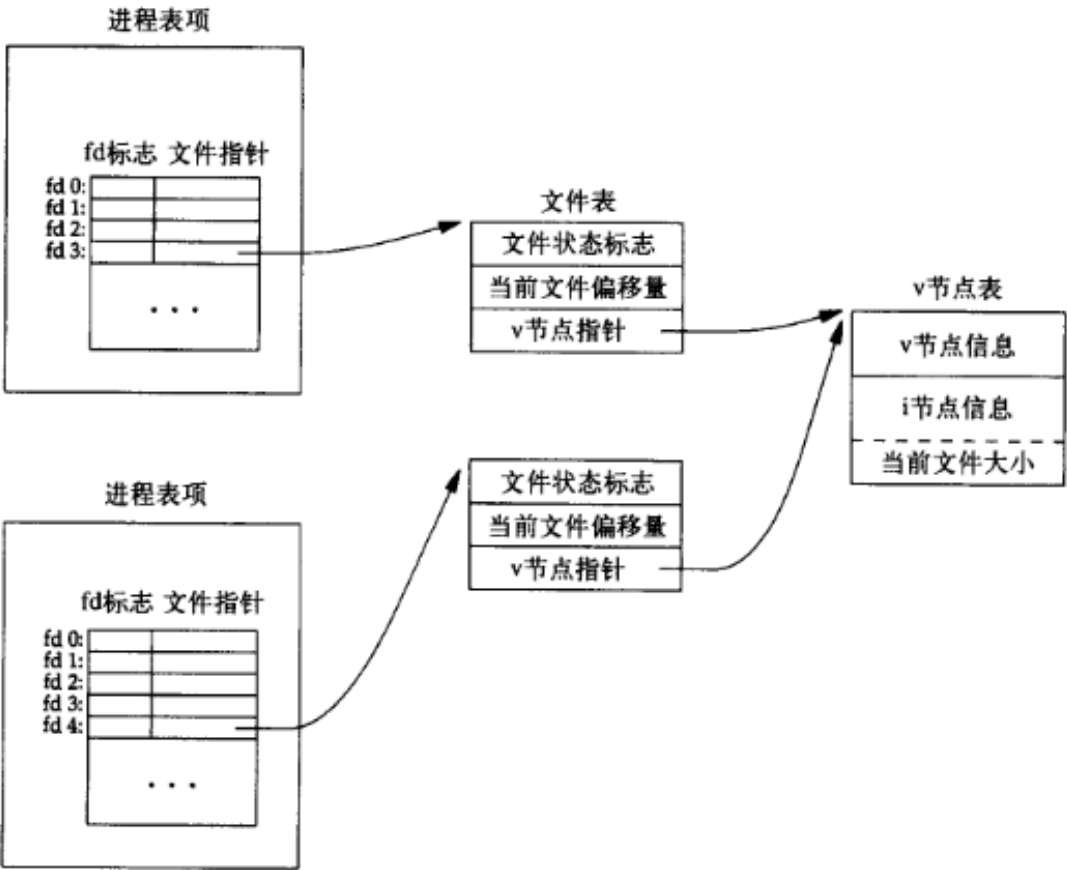 进程表项
fd标志 文件指针
fd 0:
fd 1:
fd 2:
fd 3:
...
文件表
文件状态标志
当前文件偏移量
v节点指针
v节点表
v节点信息
i节点信息
当前文件大小
进程表项
fd标志 文件指针
fd 0:
fd 1:
fd 2:
fd 3:
fd 4:
...
文件状态标志
当前文件偏移量
v节点指针